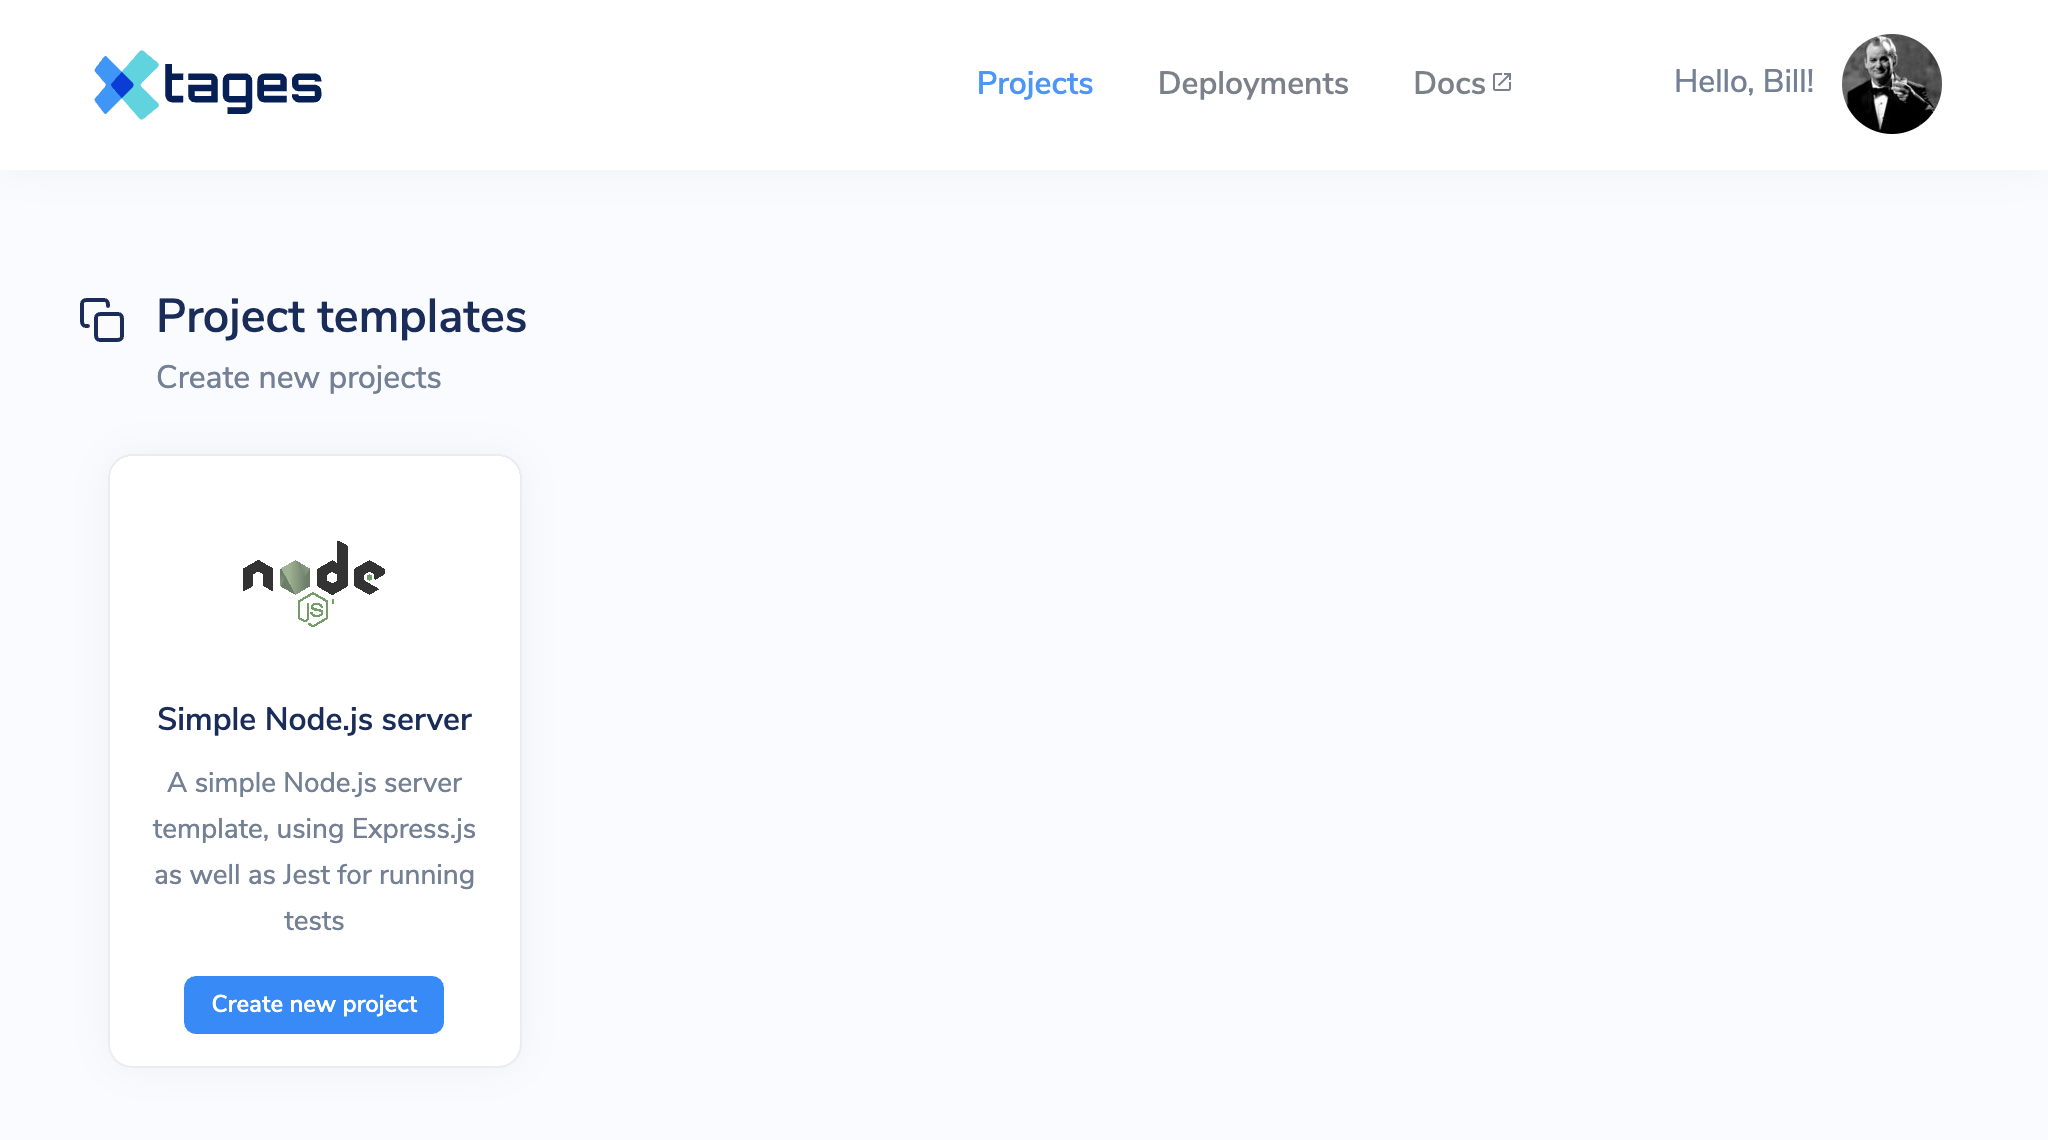 Xtages
Projects
Deployments
Docs
Hello, Bill!
Project templates
Create new projects
node
JS
Simple Node.js server
A simple Node.js server
template, using Express.js
as well as Jest for running
tests
Create new project